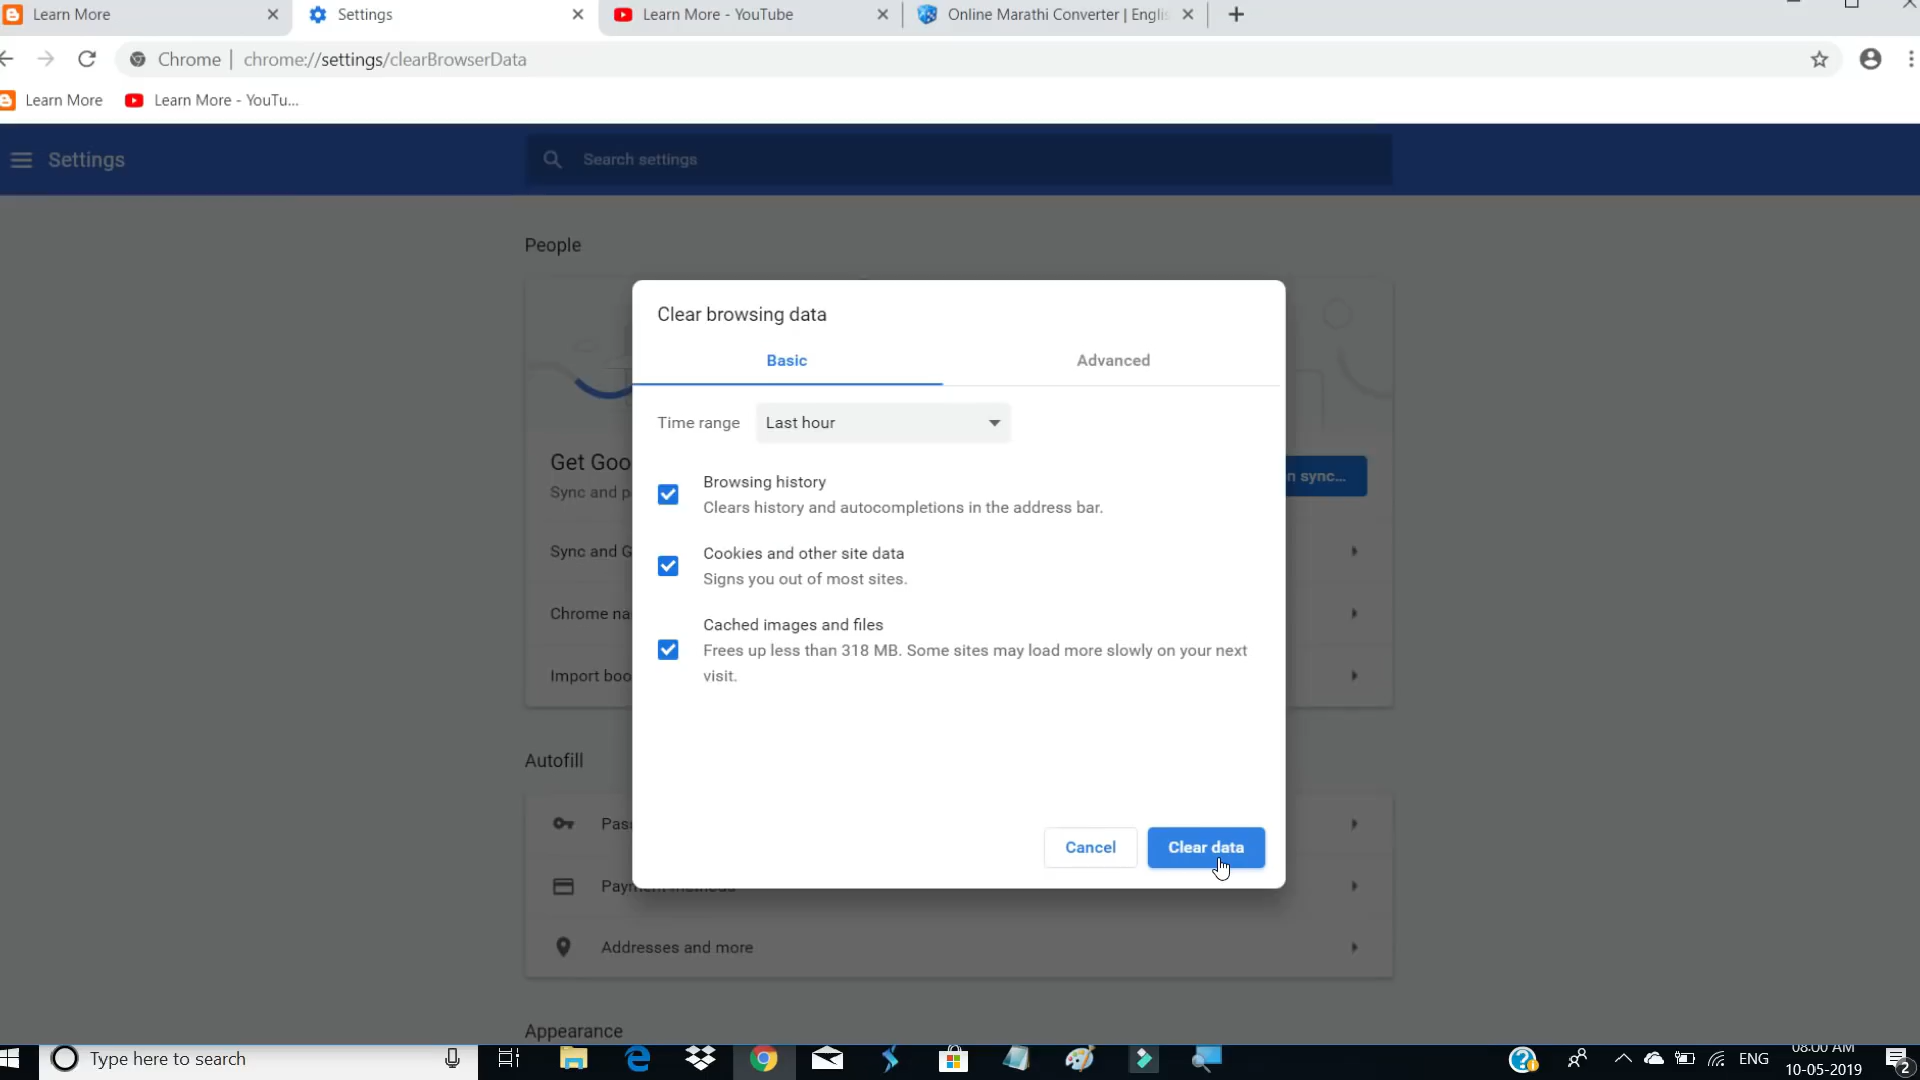 Learn More
Settings
Learn More - YouTube
Online Marathi Converter | Englis
Chrome
chrome://settings/clearBrowserData
Learn More
Learn More - YouTu...
Settings
Search settings
People
Clear browsing data
Basic
Advanced
Time range
Last hour
Get Goo
Sync and p
n sync...
Browsing history
Clears history and autocompletions in the address bar.
Sync and G
Cookies and other site data
Signs you out of most sites.
Chrome na
Cached images and files
Frees up less than 318 MB. Some sites may load more slowly on your next
visit.
Import boo
Autofill
Pass
Cancel
Clear data
Payment methods
Addresses and more
Appearance
Type here to search
ENG
08:00 AM
10-05-2019
2